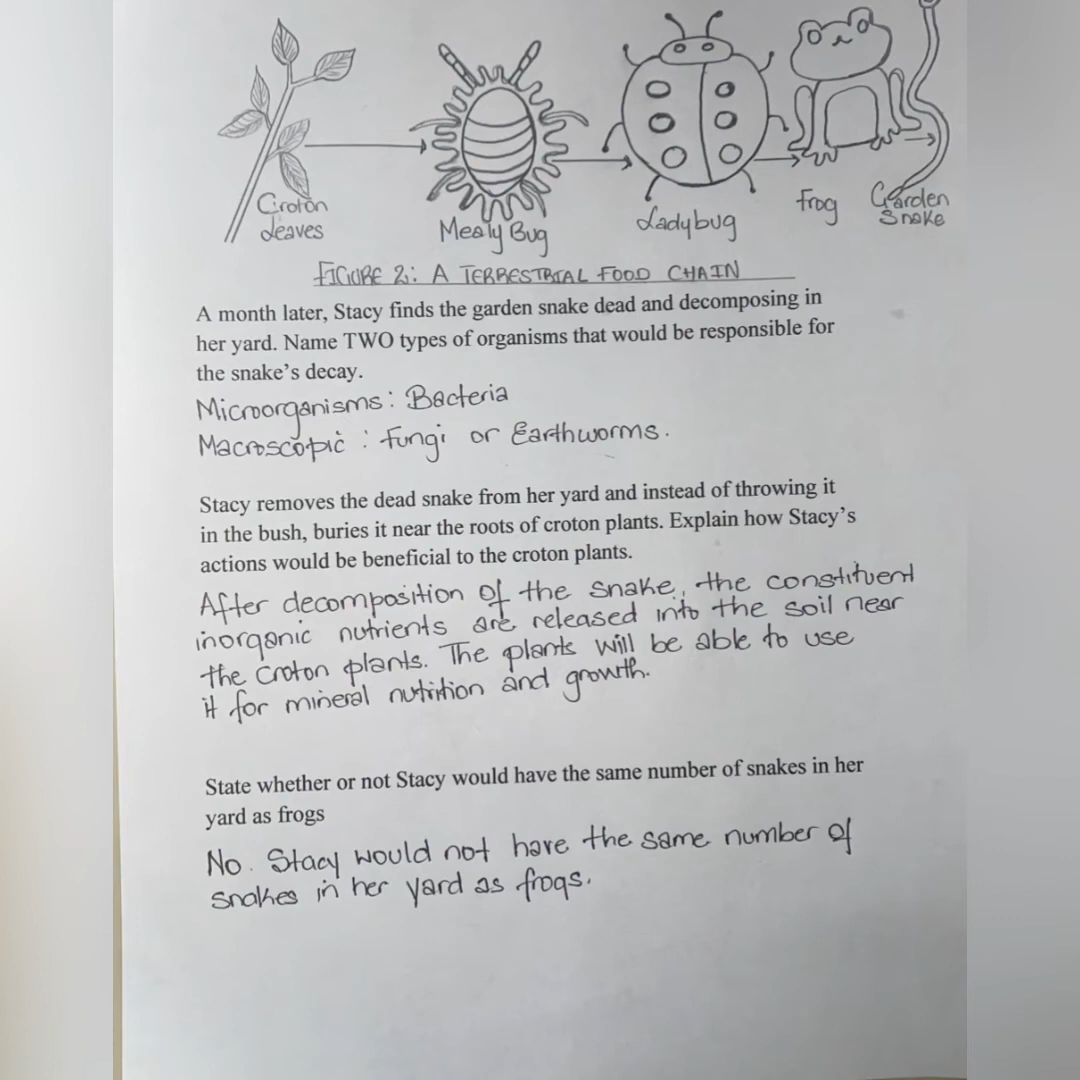 Croton
Leaves
Mealy Bug
Ladybug
Frog
Garden
Snake
FIGURE 2: A TERRESTRIAL FOOD CHAIN
A month later, Stacy finds the garden snake dead and decomposing in
her yard. Name TWO types of organisms that would be responsible for
the snake's decay.
Microorganisms: Bacteria
Macroscopic : Fungi or Earthworms.
Stacy removes the dead snake from her yard and instead of throwing it
in the bush, buries it near the roots of croton plants. Explain how Stacy's
actions would be beneficial to the croton plants.
After decomposition of the snake, the constituent
inorganic nutrients are released into the soil near
the croton plants. The plants will be able to use
it for mineral nutrition and growth.
State whether or not Stacy would have the same number of snakes in her
yard as frogs
No. Stacy would not have the same number of
snakes in her yard as frogs.